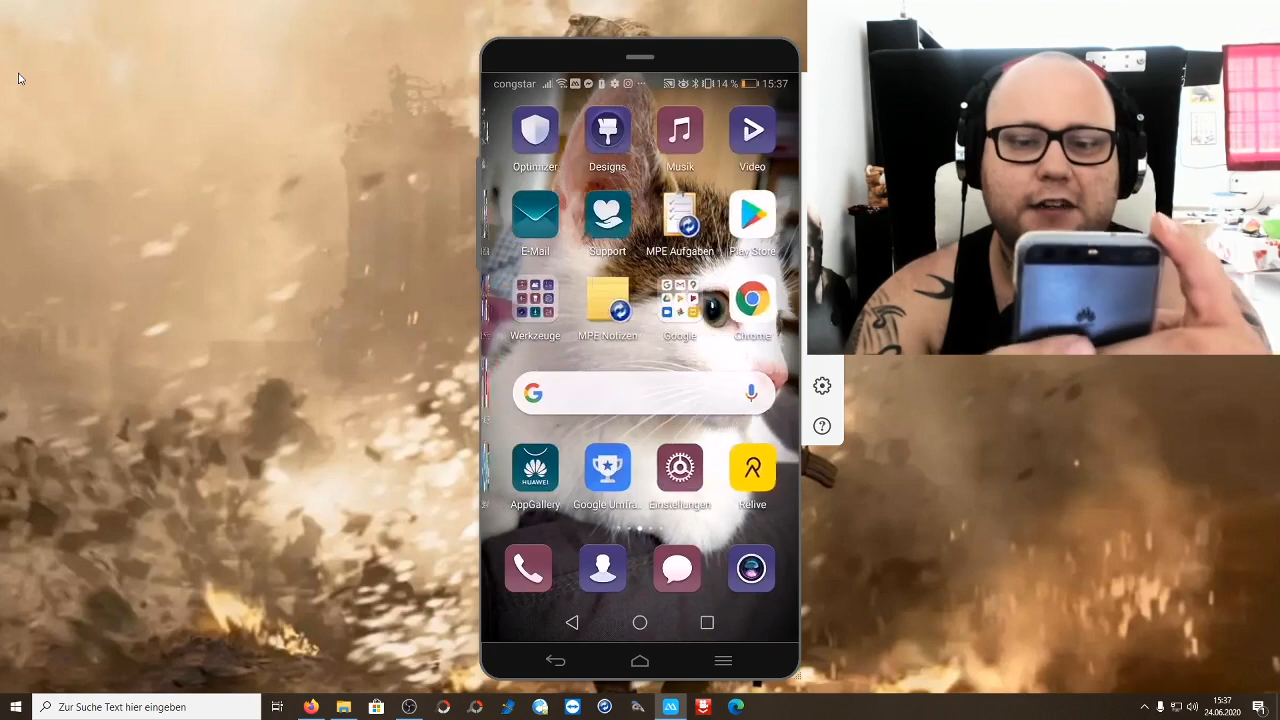 congstar 14 % 15:37
Optimizer Designs Musik Video
E-Mail Support MPE Aufgaben Play Store
Werkzeuge MPE Notizen Google Chrome
HUAWEI
AppGallery Google Umfra... Einstellungen Relive
Zur Suche Text hier eingeben
15:37
24.06.2020